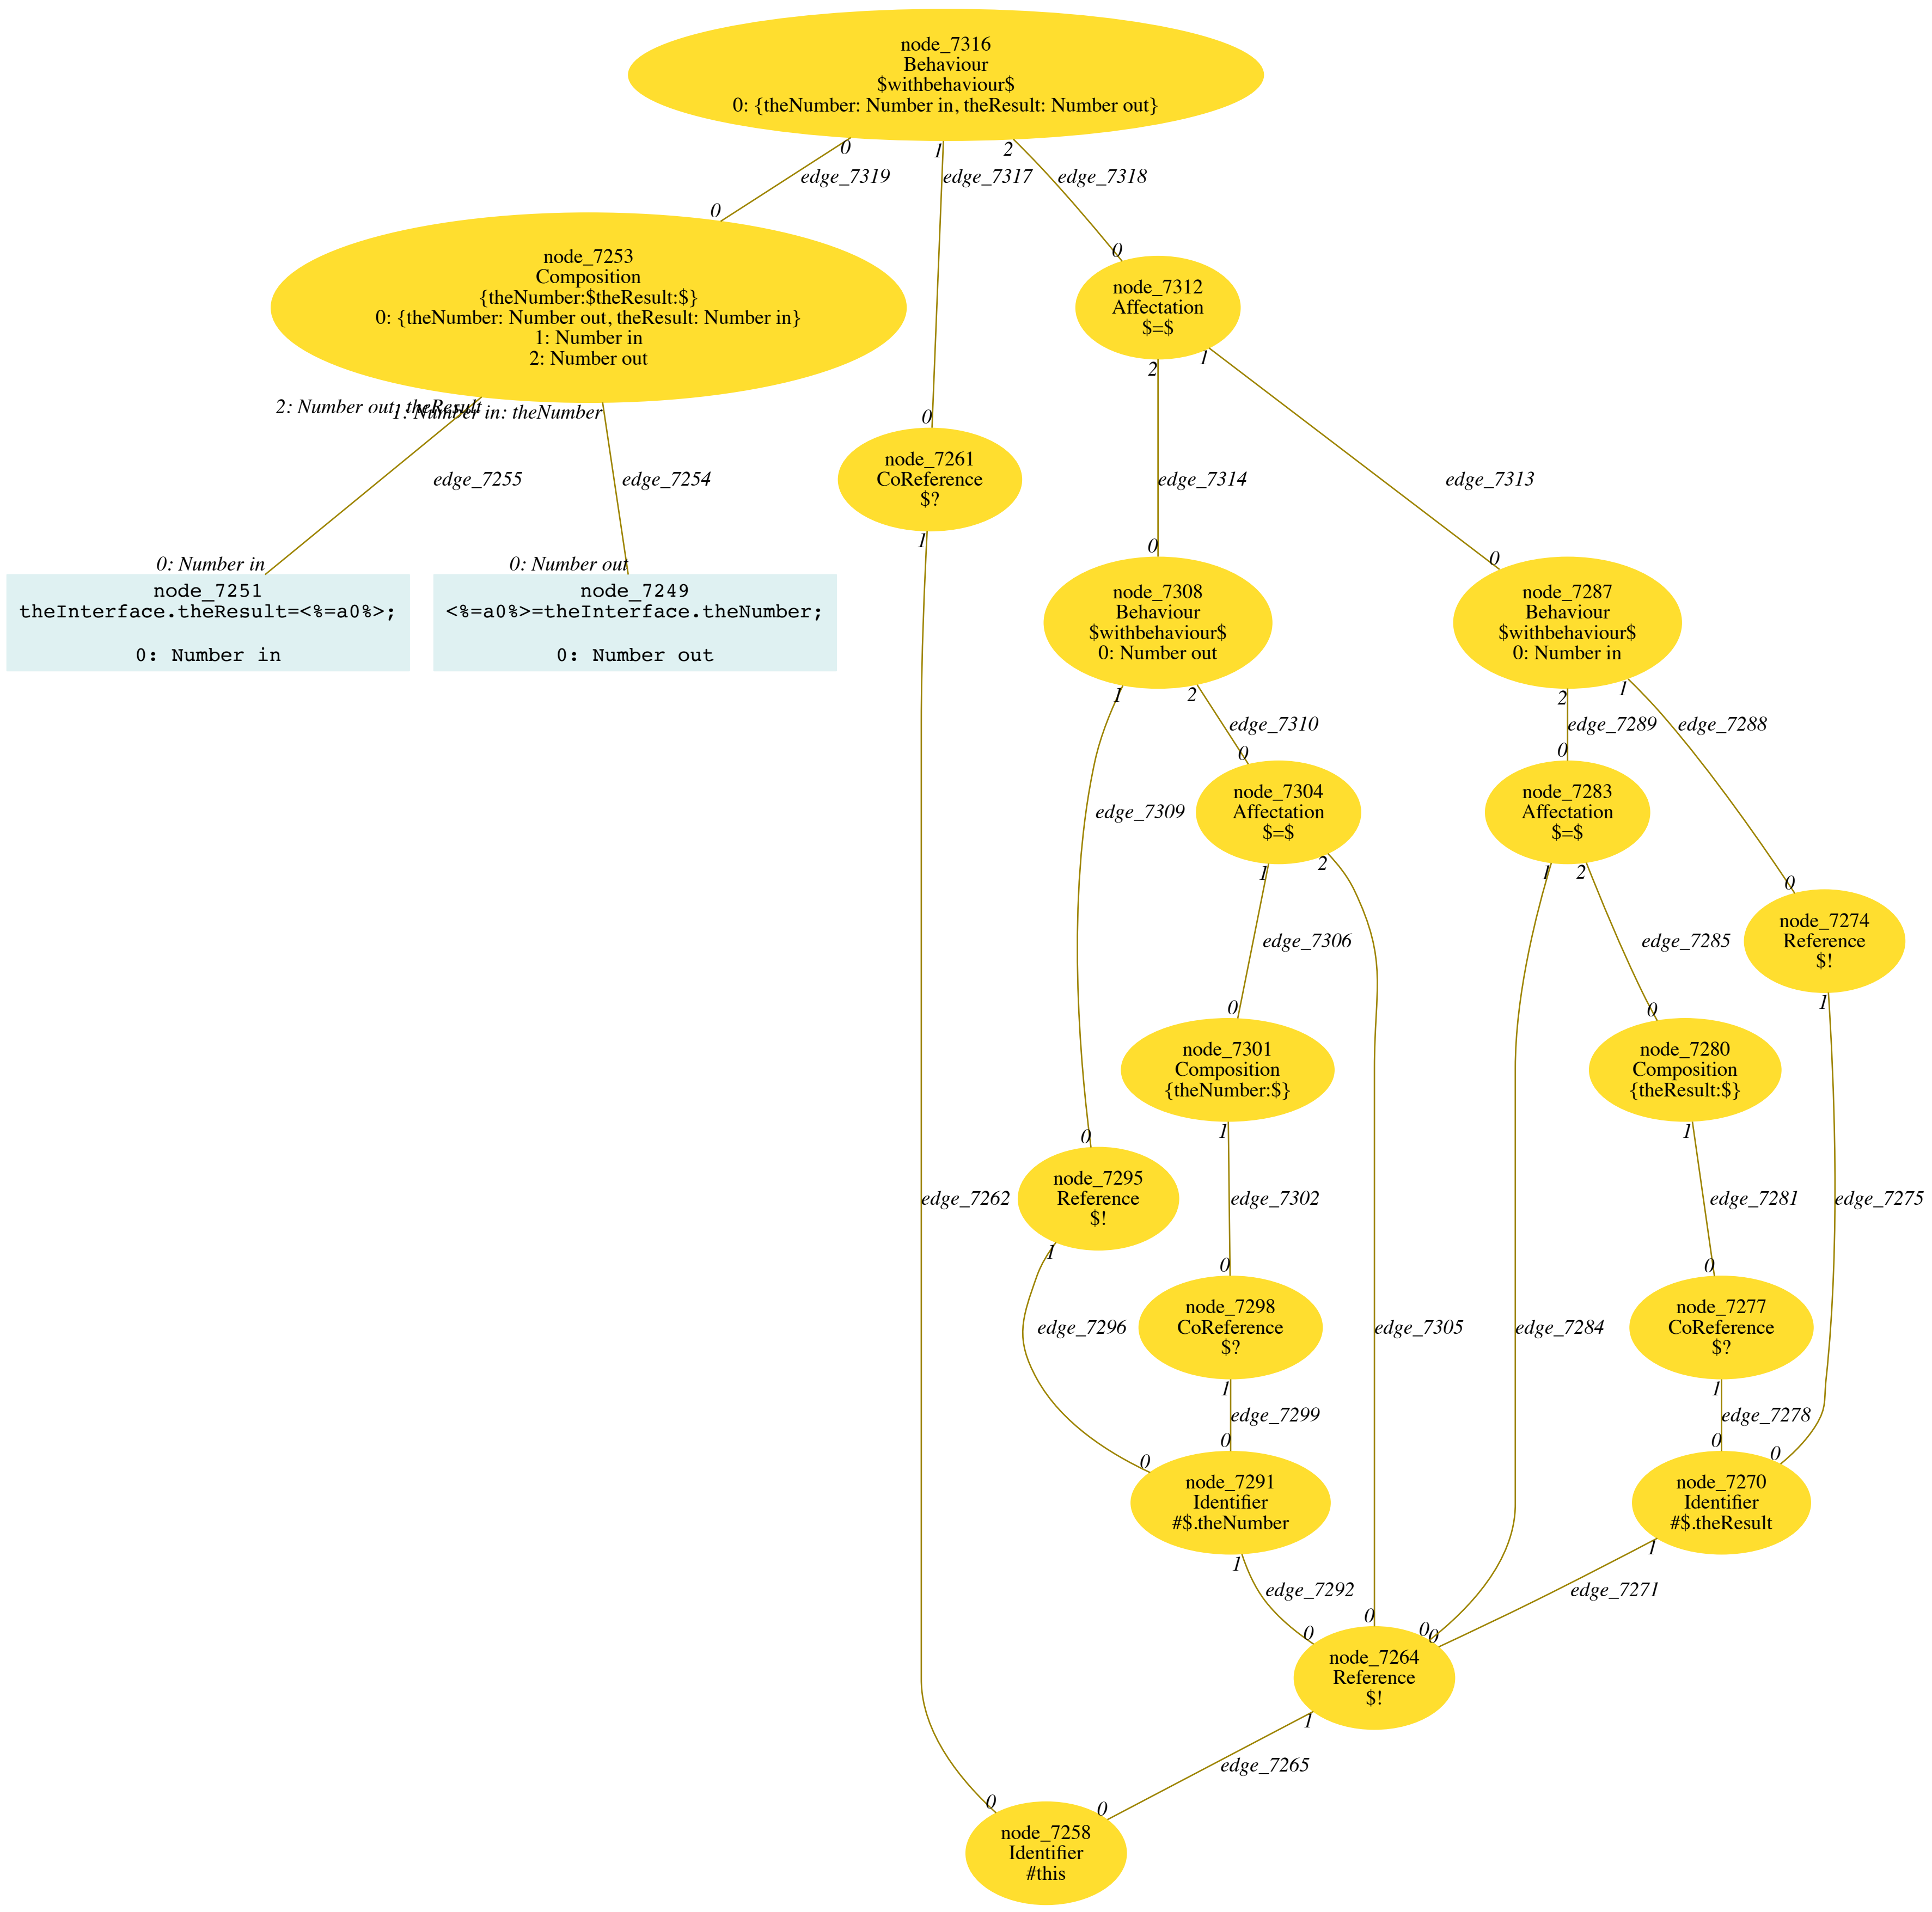 node_7316
Behaviour
$withbehaviour$
0: {theNumber: Number in, theResult: Number out}
0
1
2
edge_7319
edge_7317
edge_7318
0
node_7253
Composition
{theNumber:$theResult:$}
0: {theNumber: Number out, theResult: Number in}
1: Number in
2: Number out
0
node_7312
Affectation
$=$
2
1
2: Number out: theResult
1: Number in: theNumber
0
node_7261
CoReference
$?
1
edge_7255
edge_7254
edge_7314
edge_7313
0: Number in
node_7251
theInterface.theResult=<%=a0%>;
0: Number in
0: Number out
node_7249
<%=a0%>=theInterface.theNumber;
0: Number out
0
node_7308
Behaviour
$withbehaviour$
0: Number out
1
2
0
node_7287
Behaviour
$withbehaviour$
0: Number in
2
1
edge_7310
edge_7289
edge_7288
0
node_7304
Affectation
$=$
1
2
0
node_7283
Affectation
$=$
1
2
edge_7309
0
node_7274
Reference
$!
1
edge_7306
edge_7285
0
node_7301
Composition
{theNumber:$}
1
0
node_7280
Composition
{theResult:$}
1
0
node_7295
Reference
$!
1
edge_7262
edge_7302
edge_7281
edge_7275
0
node_7298
CoReference
$?
1
0
node_7277
CoReference
$?
1
edge_7296
edge_7305
edge_7284
edge_7299
edge_7278
0
0
node_7291
Identifier
#$.theNumber
1
0
0
node_7270
Identifier
#$.theResult
1
edge_7292
edge_7271
0
0
0
0
node_7264
Reference
$!
1
edge_7265
0
0
node_7258
Identifier
#this